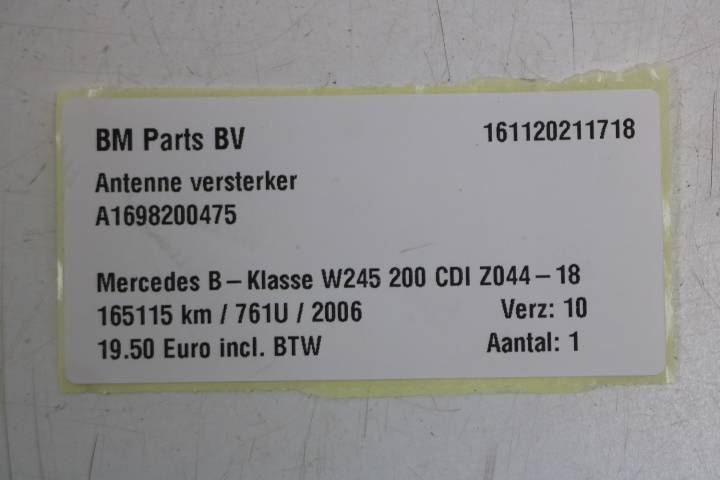 BM Parts BV 161120211718
Antenne versterker
A1698200475
Mercedes B-Klasse W245 200 CDI Z044-18
165115 km / 761U / 2006 Verz: 10
19.50 Euro incl. BTW Aantal: 1